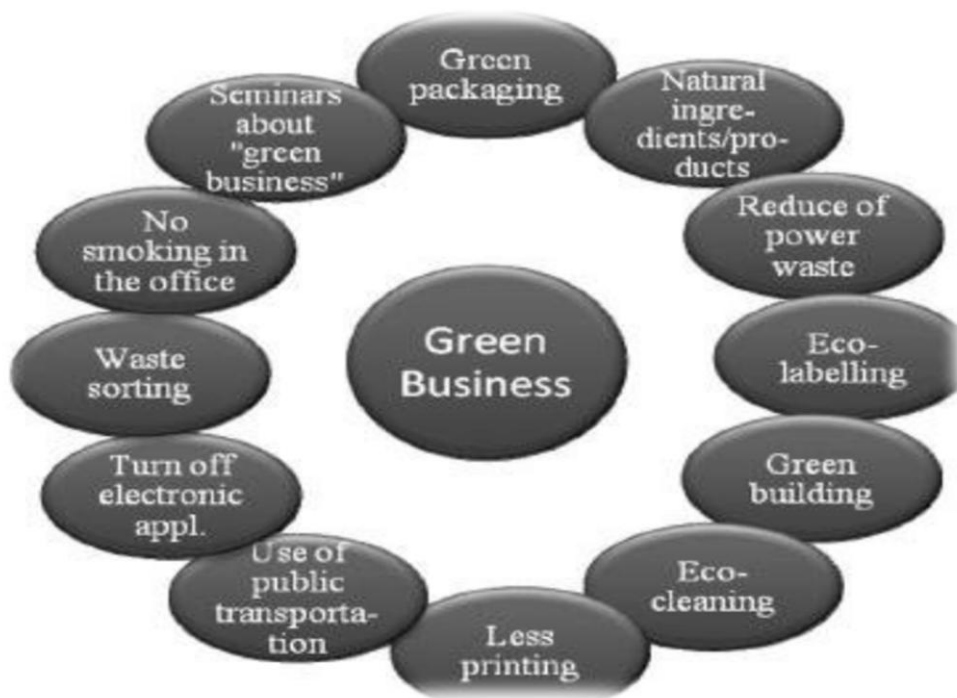 Green
packaging
Natural
ingre-
dients/pro-
ducts
Reduce of
power
waste
Eco-
labelling
Green
building
Eco-
cleaning
Less
printing
Use of
public
transporta-
tion
Turn off
electronic
appl.
Waste
sorting
No
smoking in
the office
Seminars
about
"green
business"
Green
Business